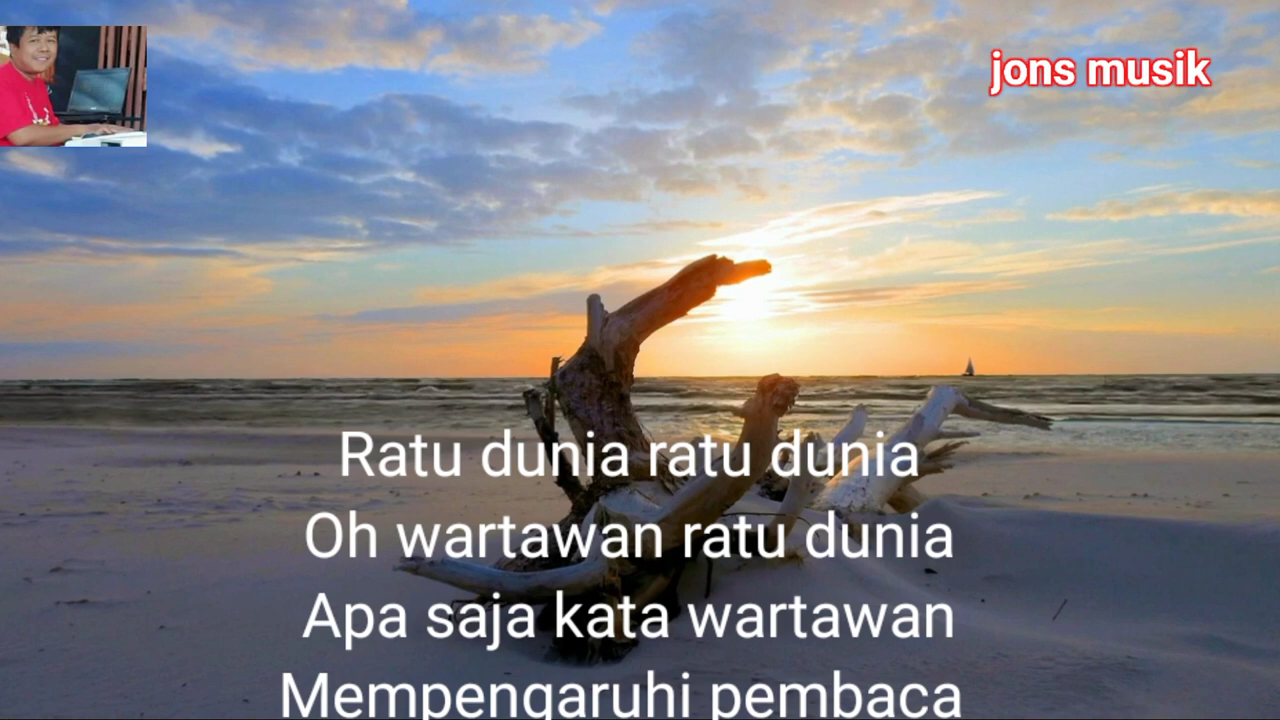 jons musik
Ratu dunia ratu dunia
Oh wartawan ratu dunia
Apa saja kata wartawan
Mempengaruhi pembaca